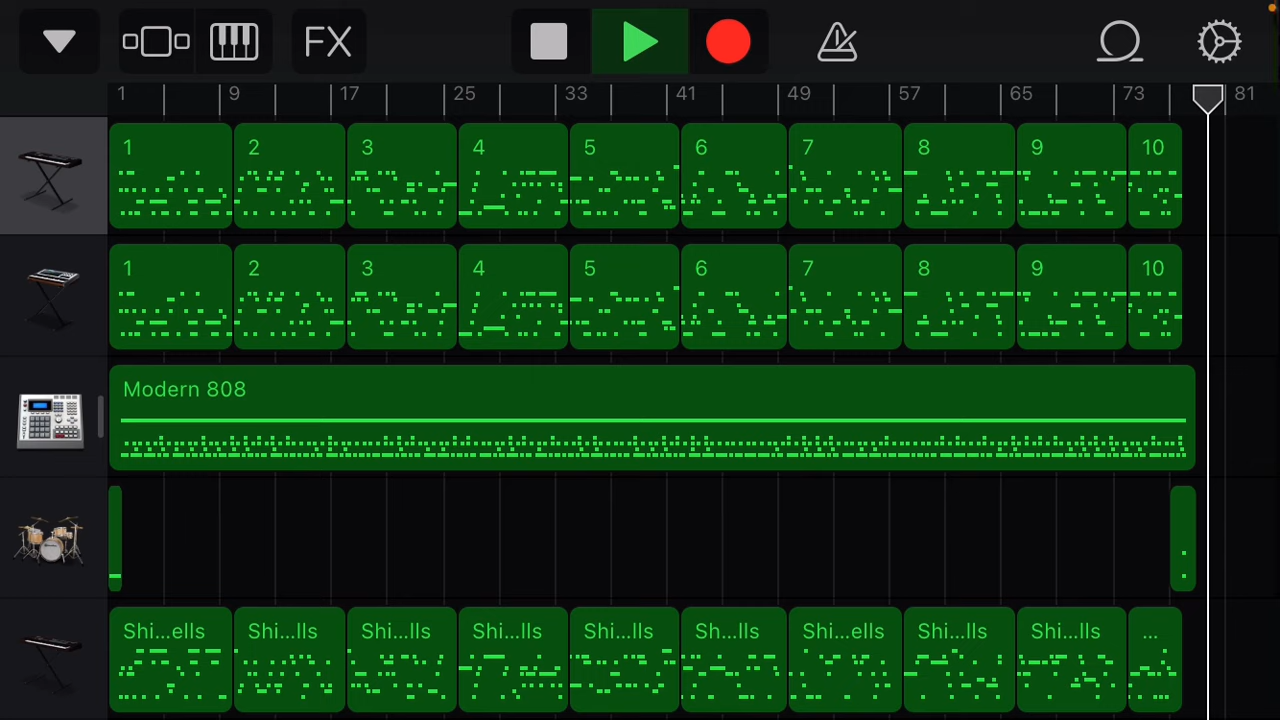 FX
1 9 17 25 33 41 49 57 65 73 81
1 2 3 4 5 6 7 8 9 10
1 2 3 4 5 6 7 8 9 10
Modern 808
Shi...ells Shi...lls Shi...lls Shi...lls Shi...lls Sh...lls Shi...ells Shi...lls Shi...lls ...